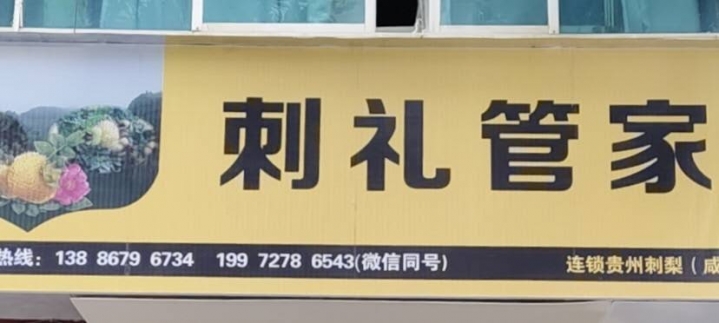 刺礼管家
热线：138 8679 6734 199 7278 6543(微信同号)
连锁贵州刺梨（咸